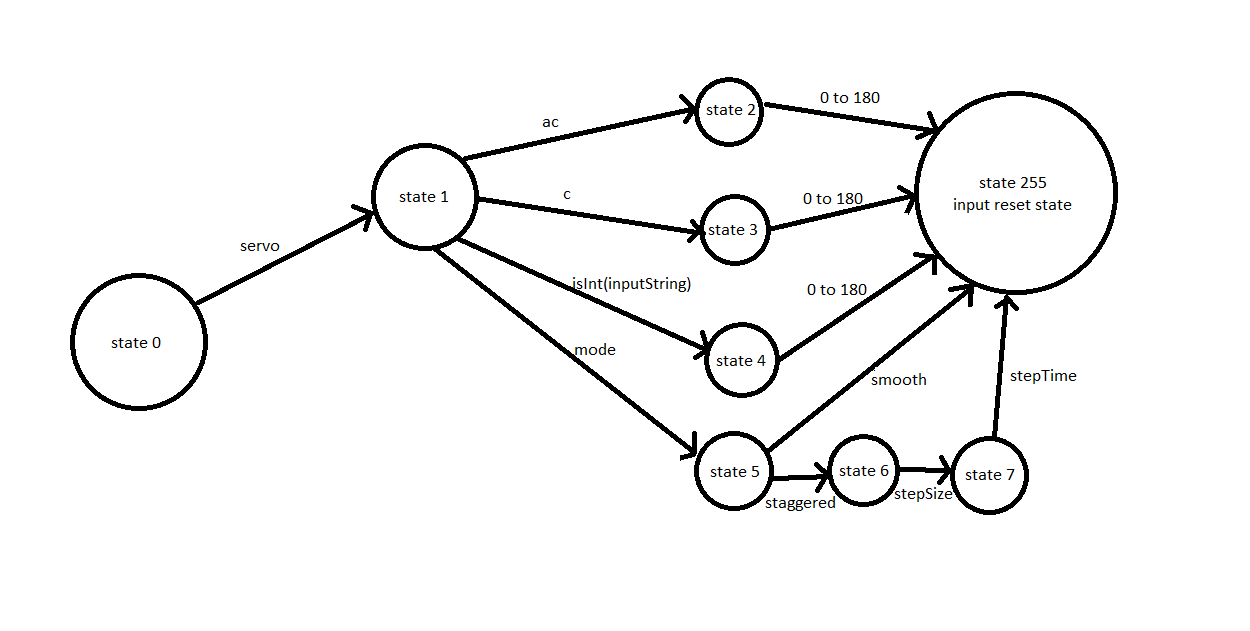 state 0
servo
state 1
ac
c
isInt(inputString)
mode
state 2
state 3
state 4
state 5
0 to 180
0 to 180
0 to 180
smooth
staggered
state 6
stepSize
state 7
stepTime
state 255
input reset state